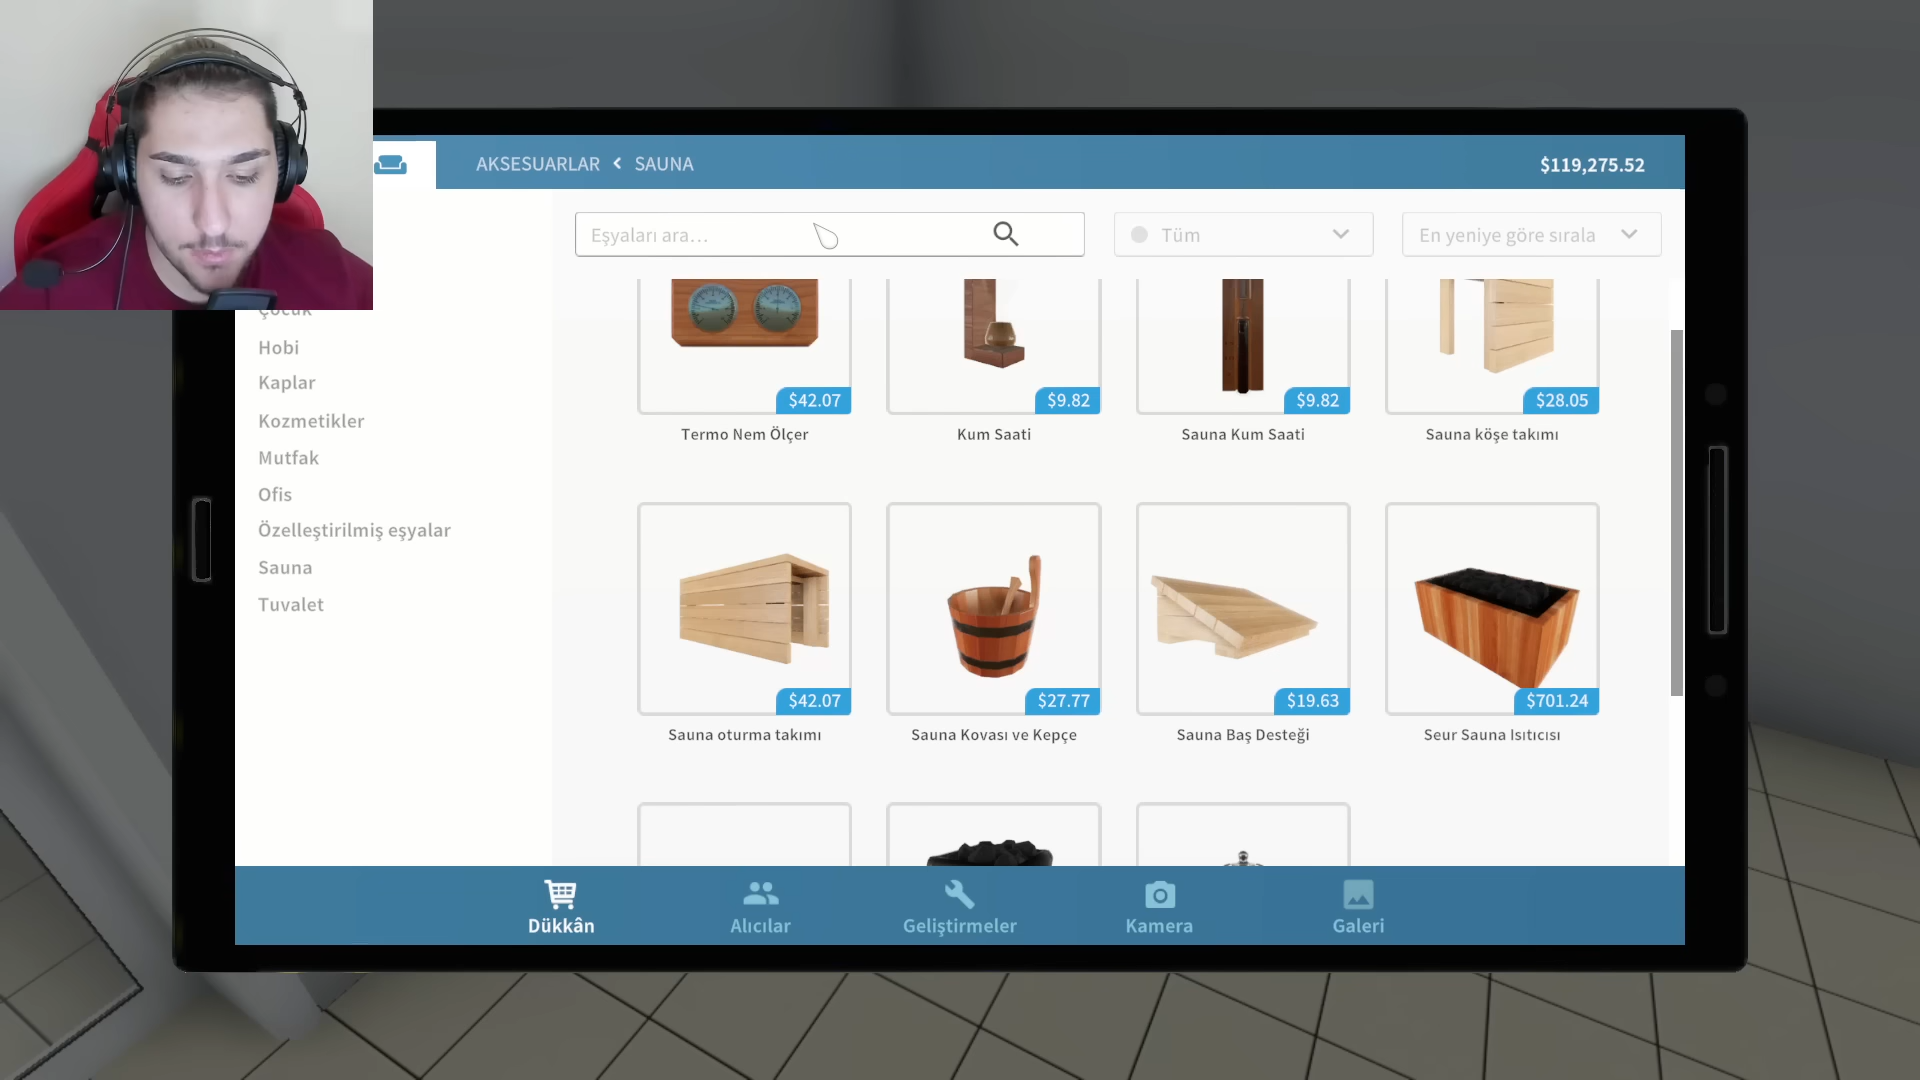 AKSESUARLAR < SAUNA
$119,275.52
Eşyaları ara...
Tüm
En yeniye göre sırala
Çocuk
Hobi
Kaplar
Kozmetikler
Mutfak
Ofis
Özelleştirilmiş eşyalar
Sauna
Tuvalet
$42.07
$9.82
$9.82
$28.05
Termo Nem Ölçer
Kum Saati
Sauna Kum Saati
Sauna köşe takımı
$42.07
$27.77
$19.63
$701.24
Sauna oturma takımı
Sauna Kovası ve Kepçe
Sauna Baş Desteği
Seur Sauna Isıtıcısı
Dükkân
Alıcılar
Geliştirmeler
Kamera
Galeri